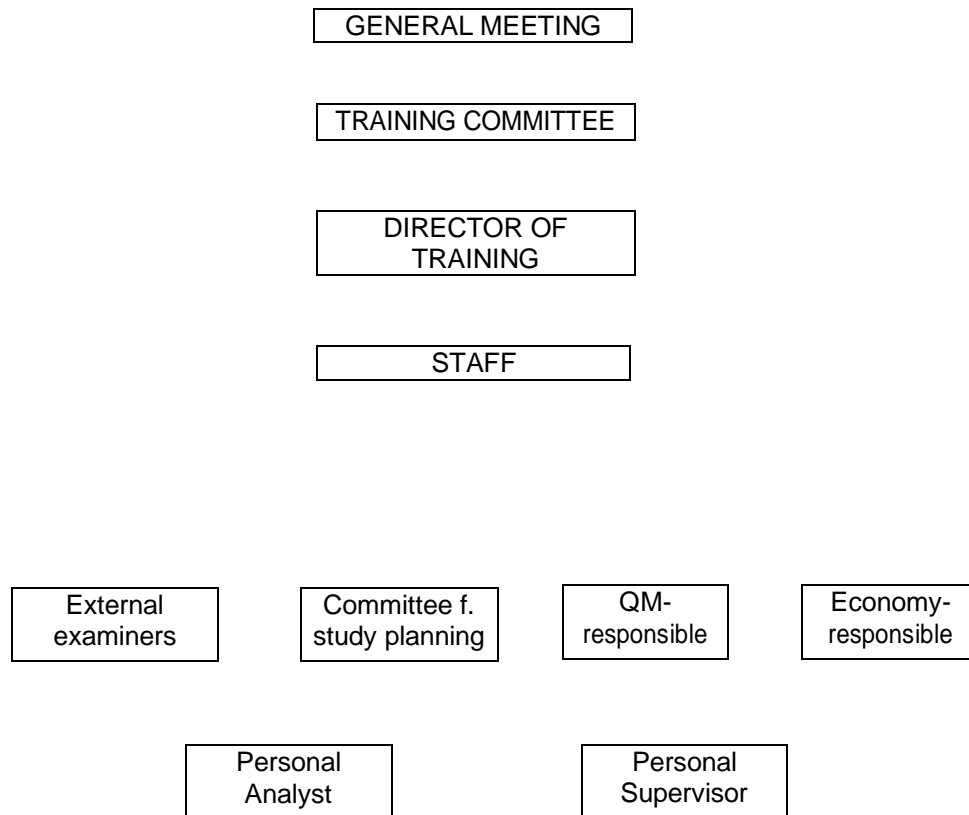 GENERAL MEETING
TRAINING COMMITTEE
DIRECTOR OF
TRAINING
STAFF
External
examiners
Committee f.
study planning
QM-
responsible
Economy-
responsible
Personal
Analyst
Personal
Supervisor